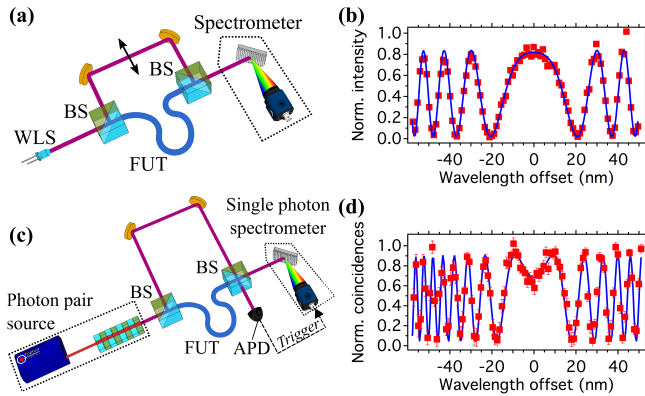 (a)
Spectrometer
BS
BS
WLS
FUT
(b)
Norm. intensity
1.0
0.8
0.6
0.4
0.2
0
-40
-20
0
20
40
Wavelength offset (nm)
(c)
Single photon
spectrometer
BS
BS
Photon pair
source
FUT
APD
Trigger
(d)
Norm. coincidences
1.0
0.8
0.6
0.4
0.2
0.0
-40
-20
0
20
40
Wavelength offset (nm)